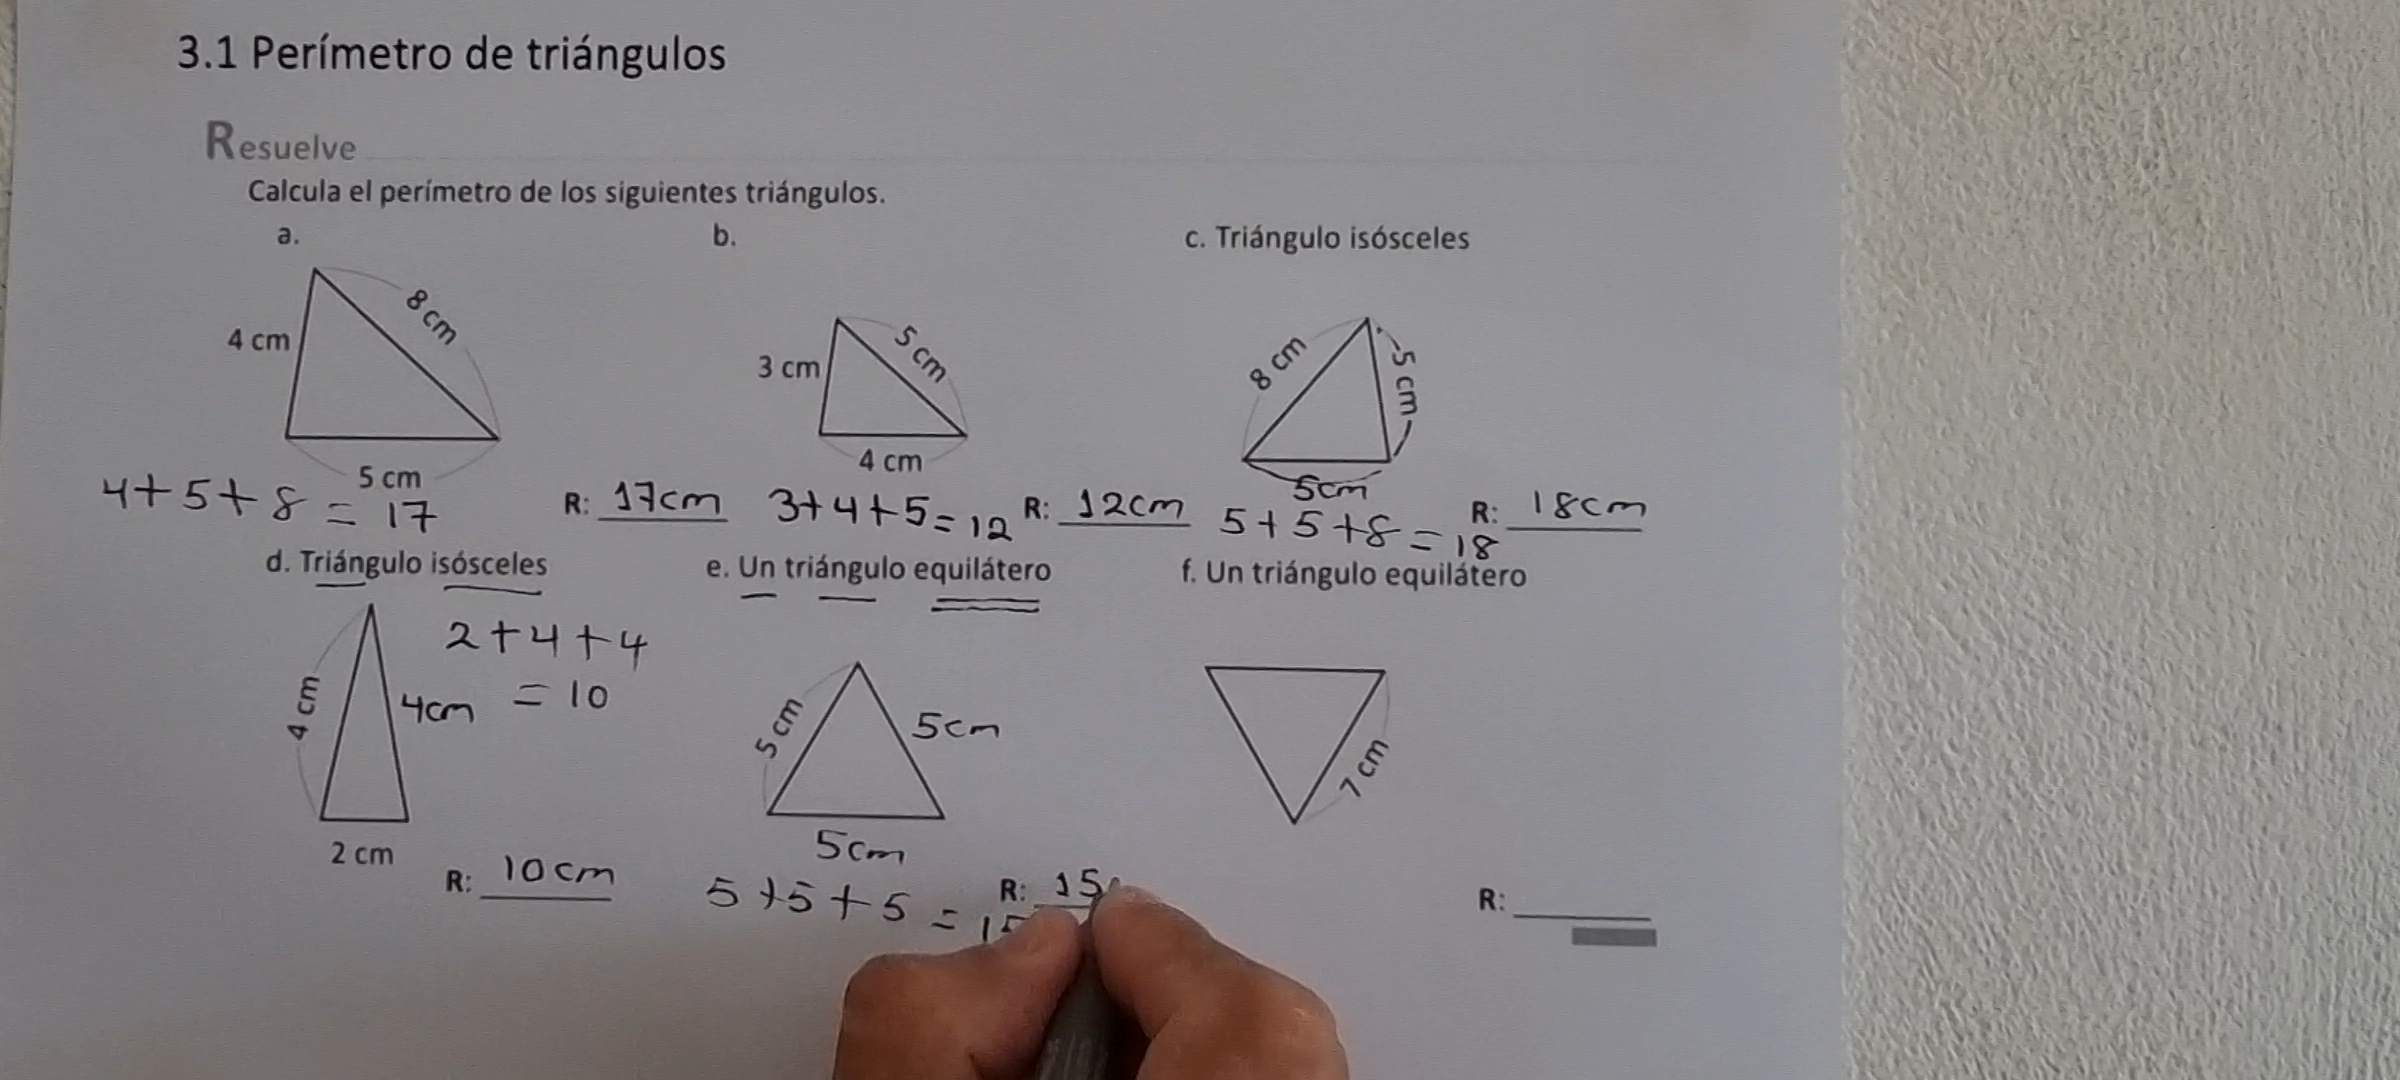 3.1 Perímetro de triángulos
Resuelve
Calcula el perímetro de los siguientes triángulos.
a.
4 cm
8 cm
5 cm
4+5+8 = 17
R: 17cm
b.
3 cm
5 cm
4 cm
3+4+5=12
R: 12cm
c. Triángulo isósceles
8 cm
5 cm
5cm
5+5+8=18
R: 18cm
d. Triángulo isósceles
4 cm
4cm
2 cm
2+4+4
=10
R: 10cm
e. Un triángulo equilátero
5 cm
5cm
5cm
5+5+5=15
R: 15
f. Un triángulo equilátero
7 cm
R: